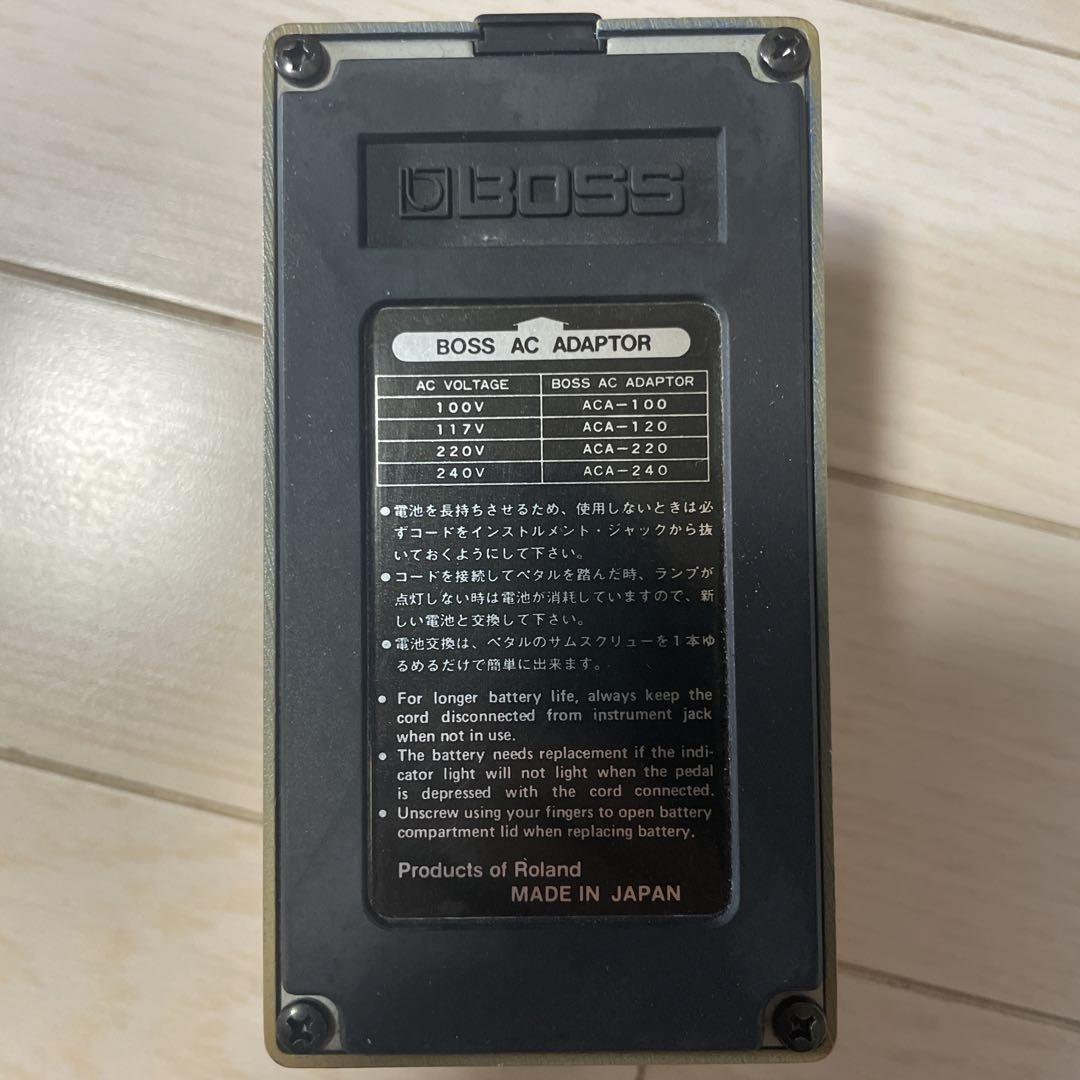 BOSS
BOSS AC ADAPTOR
AC VOLTAGE BOSS AC ADAPTOR
100V ACA-100
117V ACA-120
220V ACA-220
240V ACA-240
●電池を長持ちさせるため、使用しないときは必
ずコードをインストルメント・ジャックから抜
いておくようにして下さい。
●コードを接続してペタルを踏んだ時、ランプが
点灯しない時は電池が消耗していますので、新
しい電池と交換して下さい。
●電池交換は、ペタルのサムスクリューを1本ゆ
るめるだけで簡単に出来ます。
● For longer battery life, always keep the
cord disconnected from instrument jack
when not in use.
● The battery needs replacement if the indi-
cator light will not light when the pedal
is depressed with the cord connected.
● Unscrew using your fingers to open battery
compartment lid when replacing battery.
Products of Roland
MADE IN JAPAN